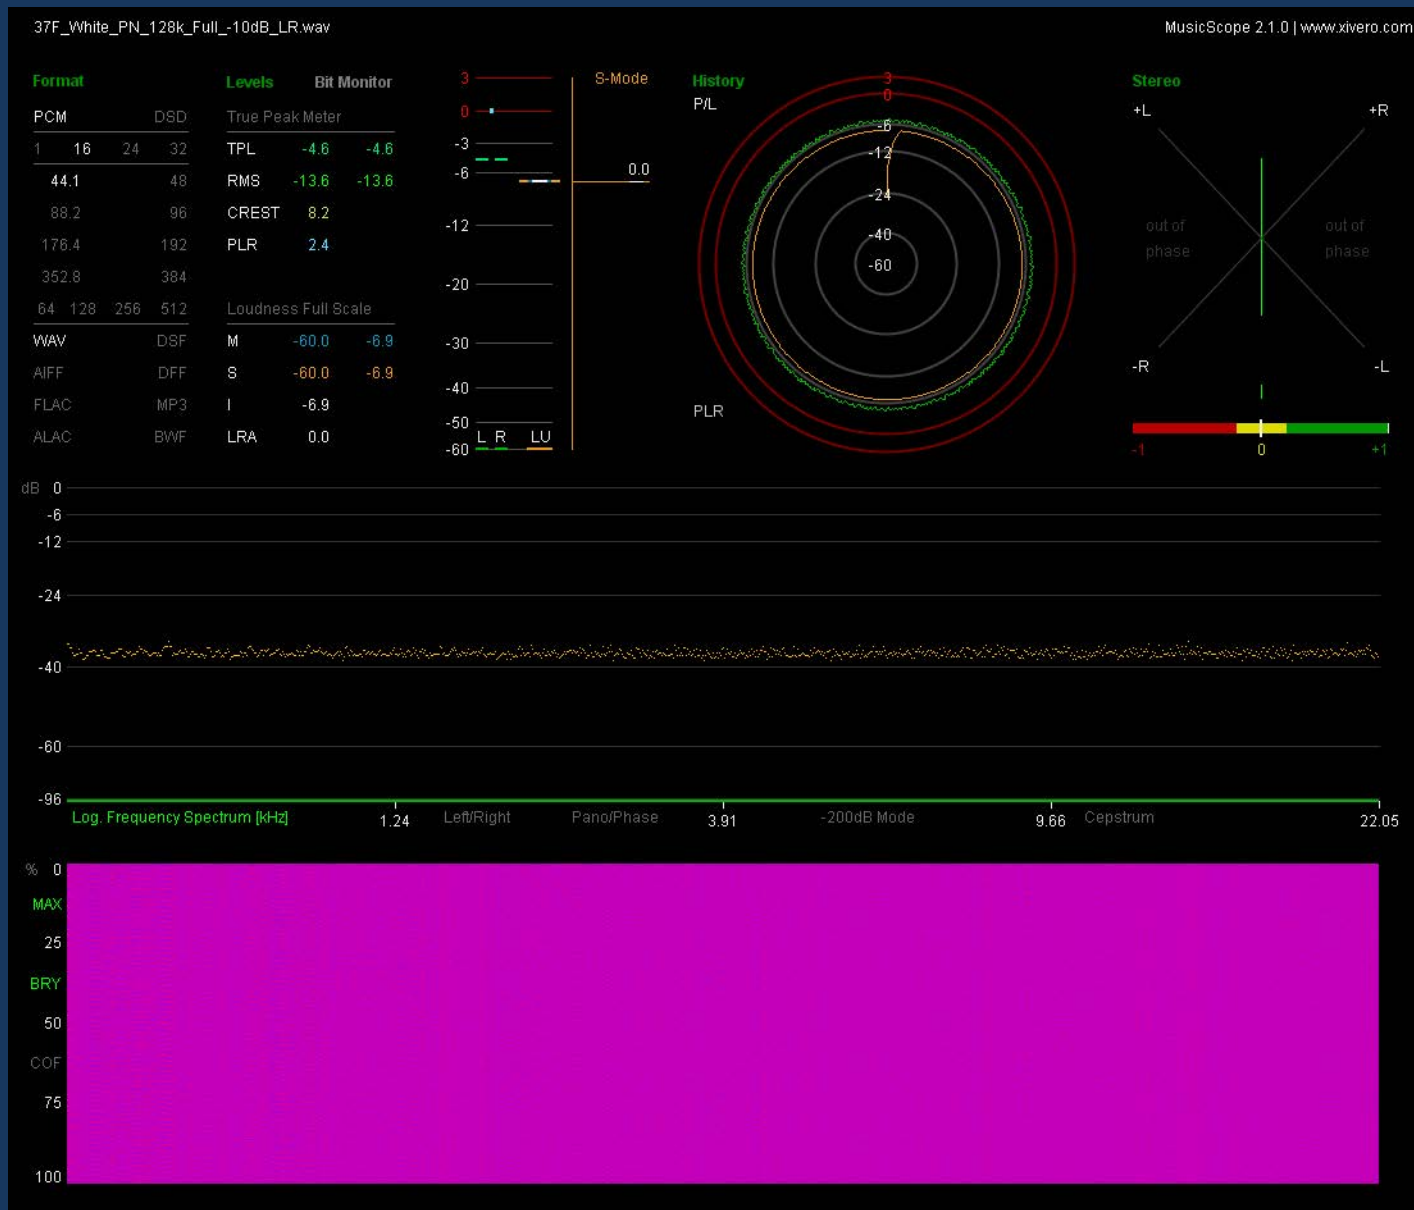 37F_White_PN_128k_Full_-10dB_LR.wav
MusicScope 2.1.0 | www.xivero.com
Format
PCM DSD
1 16 24 32
44.1 48
88.2 96
176.4 192
352.8 384
64 128 256 512
WAV DSF
AIFF DFF
FLAC MP3
ALAC BWF
Levels Bit Monitor
True Peak Meter
TPL -4.6 -4.6
RMS -13.6 -13.6
CREST 8.2
PLR 2.4
Loudness Full Scale
M -60.0 -6.9
S -60.0 -6.9
I -6.9
LRA 0.0
3
0
-3
-6
-12
-20
-30
-40
-50
L R LU
-60
S-Mode
0.0
History
P/L
3
0
-6
-12
-24
-40
-60
PLR
Stereo
+L +R
out of phase
out of phase
-R -L
-1 0 +1
dB 0
-6
-12
-24
-40
-60
-96
Log. Frequency Spectrum [kHz] 1.24 Left/Right Pano/Phase 3.91 -200dB Mode 9.66 Cepstrum 22.05
% 0
MAX
25
BRY
50
COF
75
100